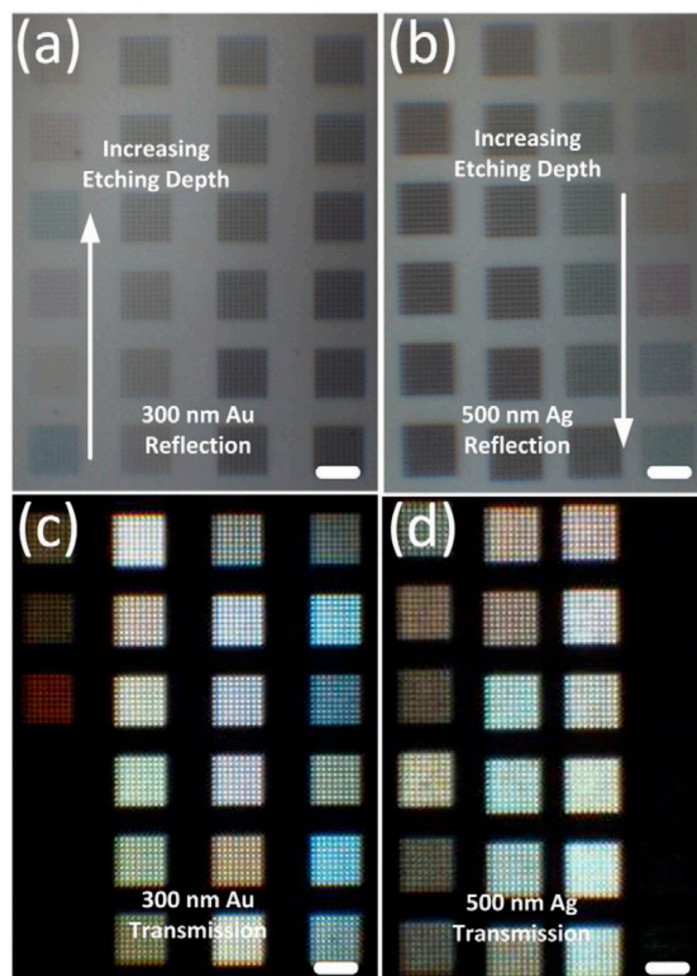 (a)
Increasing
Etching Depth
300 nm Au
Reflection
(b)
Increasing
Etching Depth
500 nm Ag
Reflection
(c)
300 nm Au
Transmission
(d)
500 nm Ag
Transmission